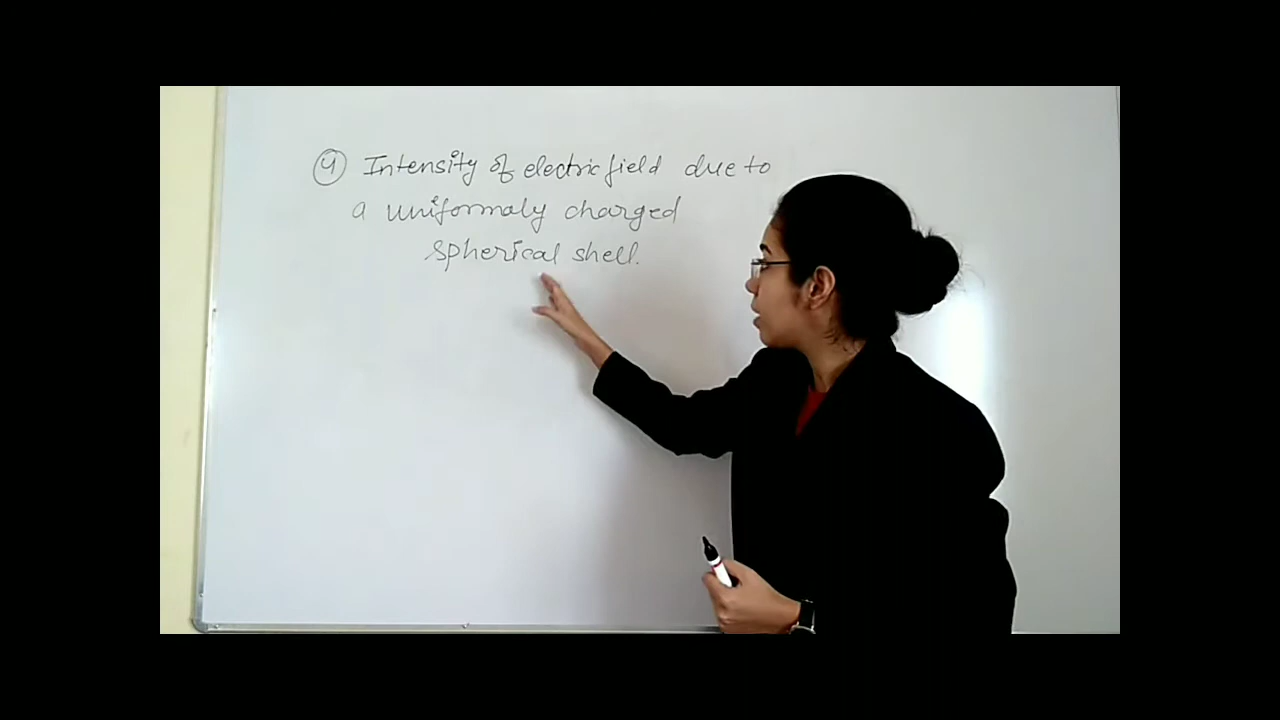 4 Intensity of electric field due to
a uniformaly charged
spherical shell.